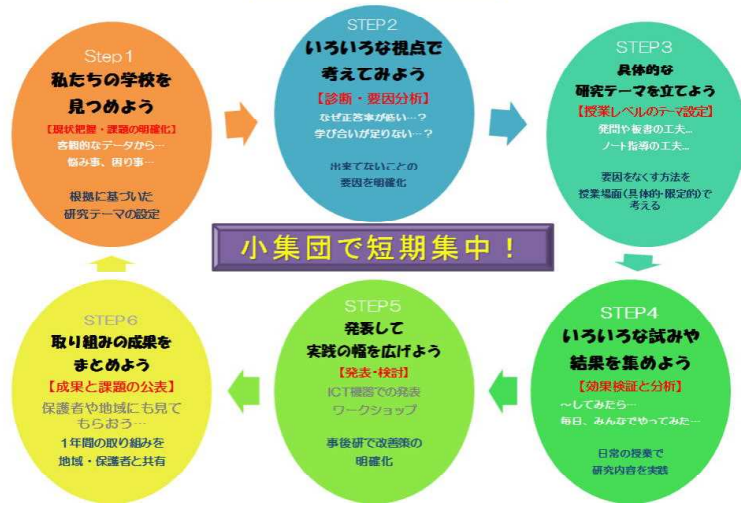 Step1
私たちの学校を
見つめよう
【現状把握・課題の明確化】
客観的なデータから…
悩み事、困り事…
根拠に基づいた
研究テーマの設定
STEP2
いろいろな視点で
考えてみよう
【診断・要因分析】
なぜ正答率が低い…?
学び合いが足りない…?
出来てないことの
要因を明確化
STEP3
具体的な
研究テーマを立てよう
【授業レベルのテーマ設定】
発問や板書の工夫…
ノート指導の工夫…
要因をなくす方法を
授業場面(具体的・限定的)で
考える
小集団で短期集中!
STEP4
いろいろな試みや
結果を集めよう
【効果検証と分析】
~してみたら…
毎日、みんなでやってみた…
日常の授業で
研究内容を実践
STEP5
発表して
実践の幅を広げよう
【発表・検討】
ICT機器での発表
ワークショップ
事後研で改善策の
明確化
STEP6
取り組みの成果を
まとめよう
【成果と課題の公表】
保護者や地域にも見て
もらおう…
1年間の取り組みを
地域・保護者と共有